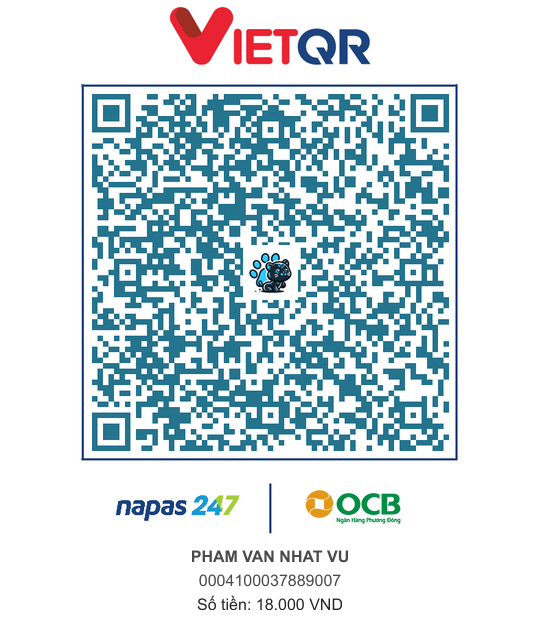 VIETQR
napas 247
OCB
Ngân Hàng Phương Đông
PHAM VAN NHAT VU
0004100037889007
Số tiền: 18.000 VND